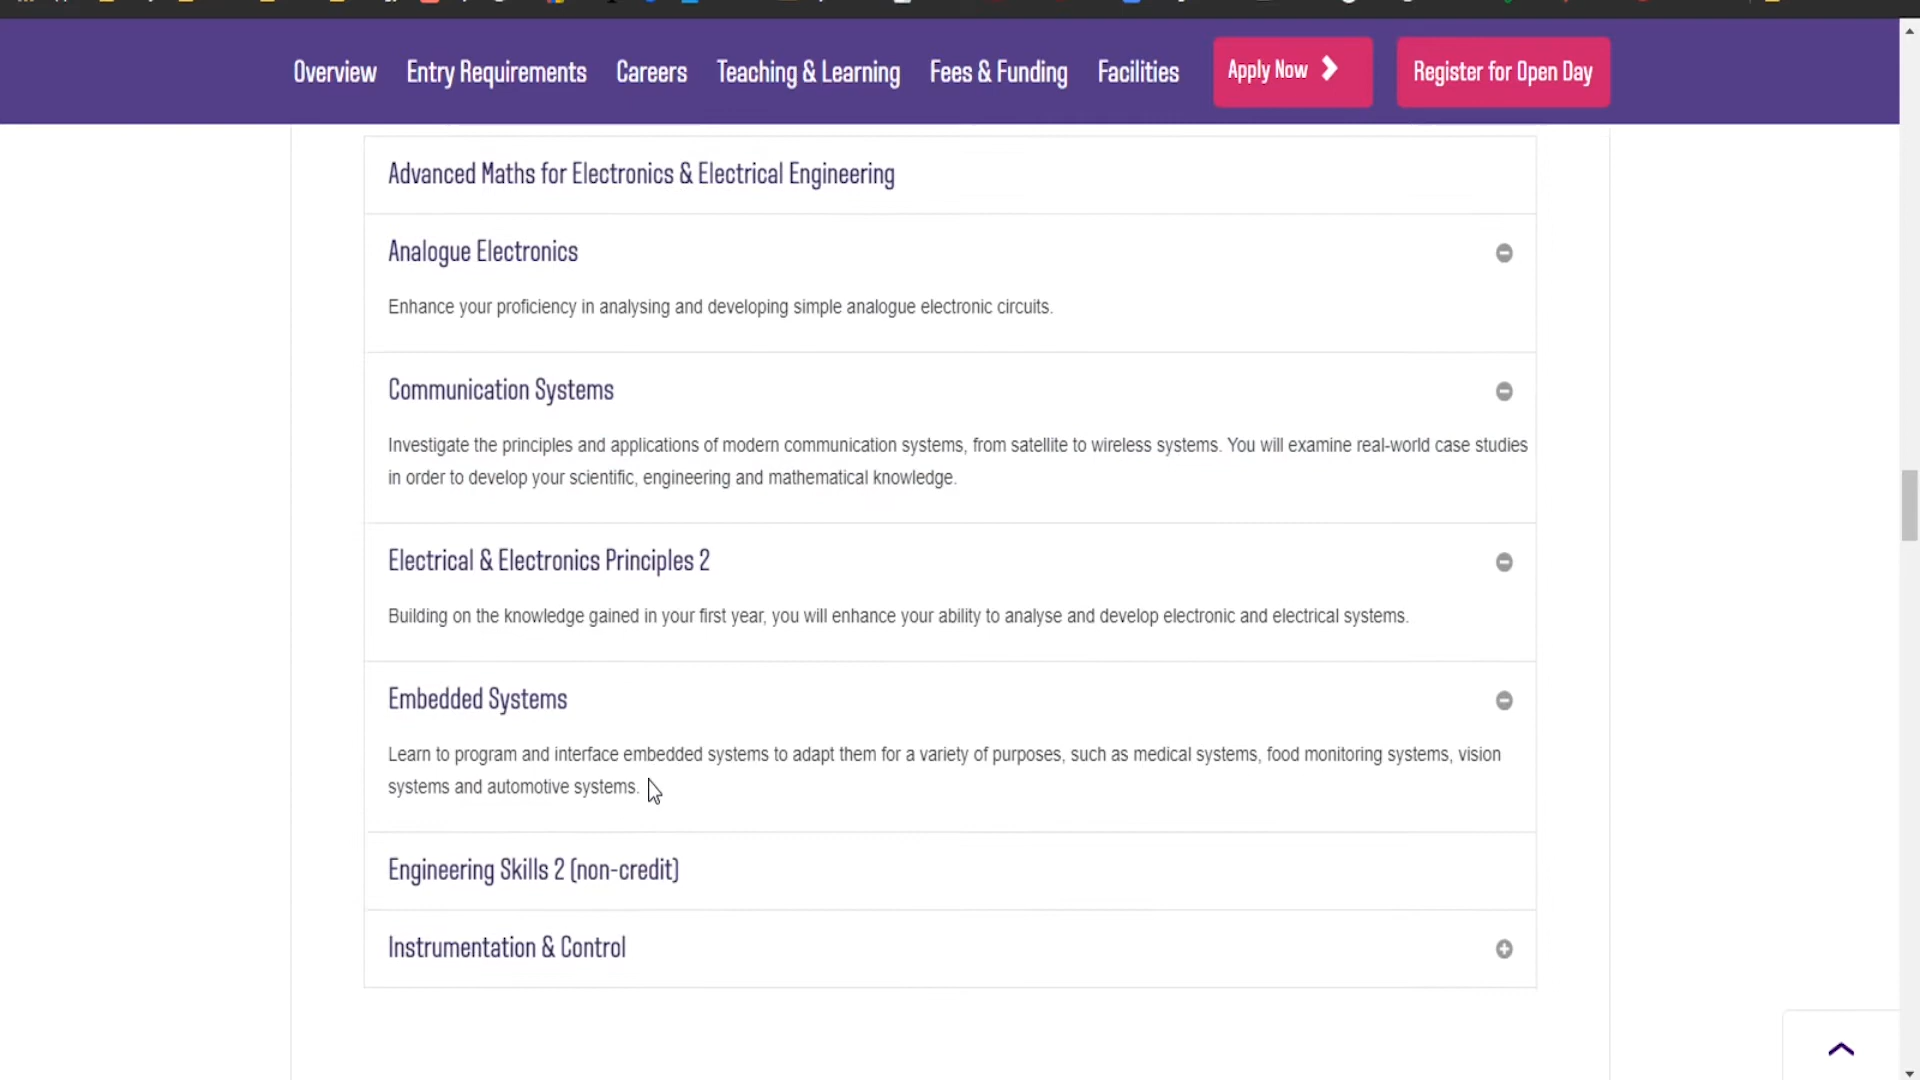 Overview Entry Requirements Careers Teaching & Learning Fees & Funding Facilities Apply Now Register for Open Day
Advanced Maths for Electronics & Electrical Engineering
Analogue Electronics
Enhance your proficiency in analysing and developing simple analogue electronic circuits.
Communication Systems
Investigate the principles and applications of modern communication systems, from satellite to wireless systems. You will examine real-world case studies
in order to develop your scientific, engineering and mathematical knowledge.
Electrical & Electronics Principles 2
Building on the knowledge gained in your first year, you will enhance your ability to analyse and develop electronic and electrical systems.
Embedded Systems
Learn to program and interface embedded systems to adapt them for a variety of purposes, such as medical systems, food monitoring systems, vision
systems and automotive systems.
Engineering Skills 2 (non-credit)
Instrumentation & Control